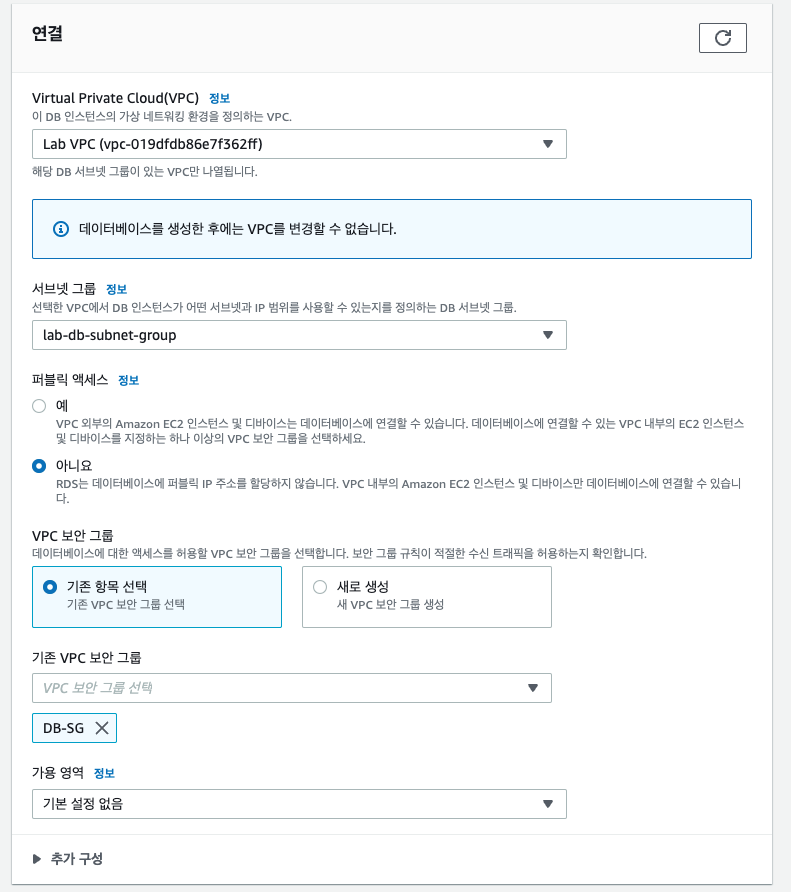 연결
Virtual Private Cloud(VPC) 정보
이 DB 인스턴스의 가상 네트워킹 환경을 정의하는 VPC.
Lab VPC (vpc-019dfdb86e7f362ff)
해당 DB 서브넷 그룹이 있는 VPC만 나열됩니다.
데이터베이스를 생성한 후에는 VPC를 변경할 수 없습니다.
서브넷 그룹 정보
선택한 VPC에서 DB 인스턴스가 어떤 서브넷과 IP 범위를 사용할 수 있는지를 정의하는 DB 서브넷 그룹.
lab-db-subnet-group
퍼블릭 액세스 정보
예
VPC 외부의 Amazon EC2 인스턴스 및 디바이스는 데이터베이스에 연결할 수 있습니다. 데이터베이스에 연결할 수 있는 VPC 내부의 EC2 인스턴스
및 디바이스를 지정하는 하나 이상의 VPC 보안 그룹을 선택하세요.
아니요
RDS는 데이터베이스에 퍼블릭 IP 주소를 할당하지 않습니다. VPC 내부의 Amazon EC2 인스턴스 및 디바이스만 데이터베이스에 연결할 수 있습니
다.
VPC 보안 그룹
데이터베이스에 대한 액세스를 허용할 VPC 보안 그룹을 선택합니다. 보안 그룹 규칙이 적절한 수신 트래픽을 허용하는지 확인합니다.
기존 항목 선택
기존 VPC 보안 그룹 선택
새로 생성
새 VPC 보안 그룹 생성
기존 VPC 보안 그룹
VPC 보안 그룹 선택
DB-SG
가용 영역 정보
기본 설정 없음
추가 구성